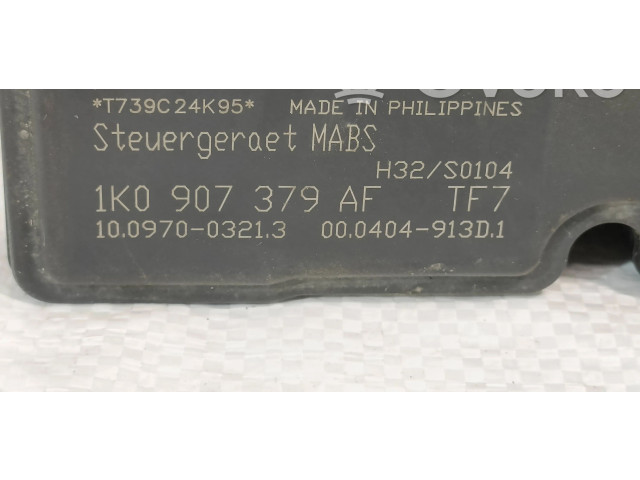 *T739C24K95* MADE IN PHILIPPINES
Steuergeraet MABS
H32/S0104
1K0 907 379 AF TF7
10.0970-0321.3 00.0404-913D.1